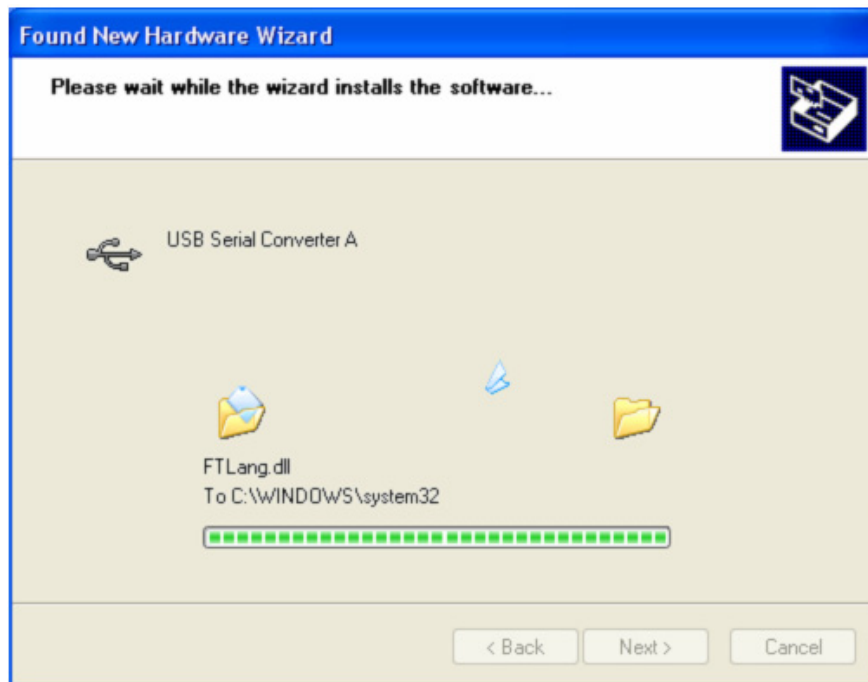 Found New Hardware Wizard
Please wait while the wizard installs the software...
USB Serial Converter A
FTLang.dll
To C:\WINDOWS\system32
< Back
Next >
Cancel